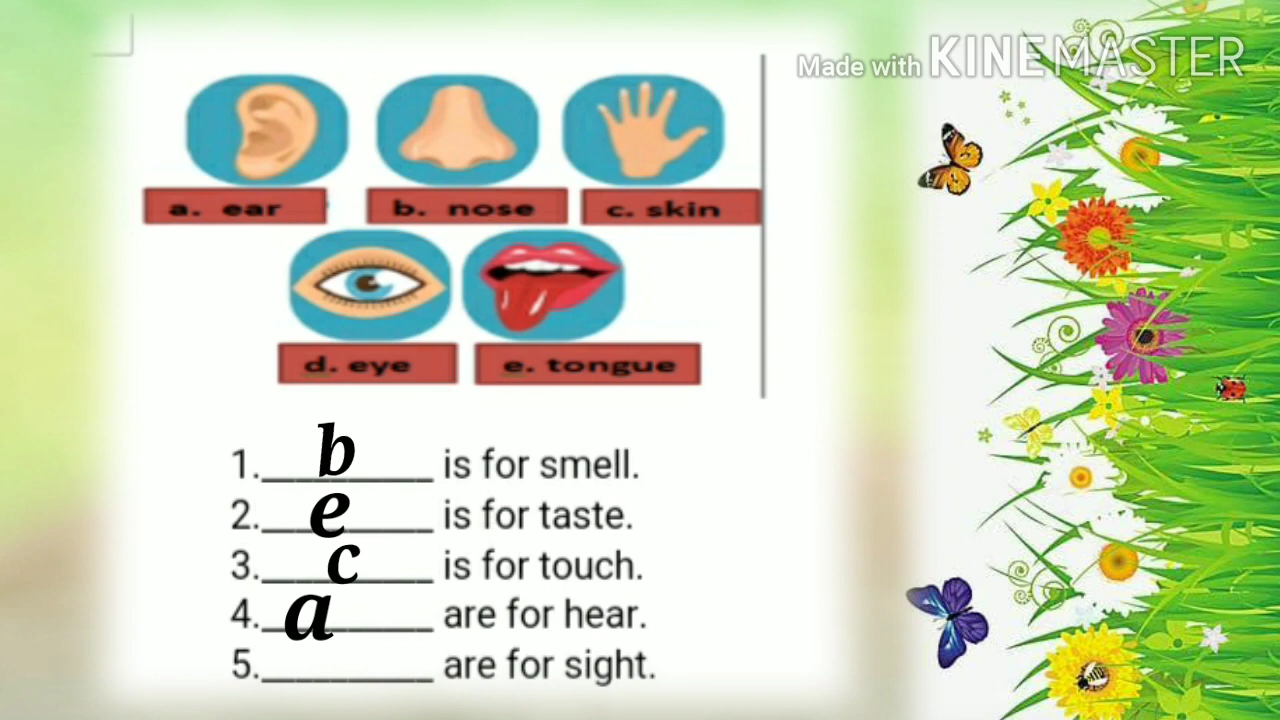 Made with KINEMASTER
a. ear
b. nose
c. skin
d. eye
e. tongue
1. b is for smell.
2. e is for taste.
3. c is for touch.
4. a are for hear.
5. ________ are for sight.